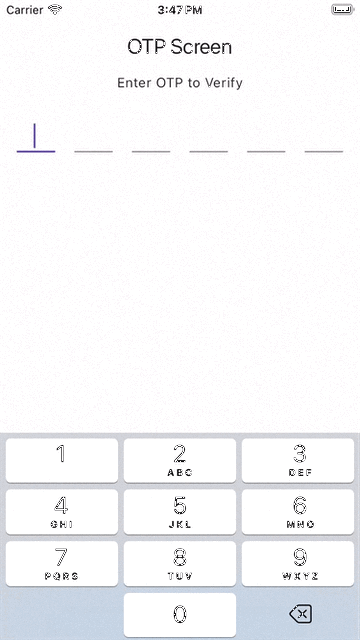 Carrier 3:47 PM
OTP Screen
Enter OTP to Verify
1 2 3
ABC DEF
4 5 6
GHI JKL MNO
7 8 9
PQRS TUV WXYZ
0